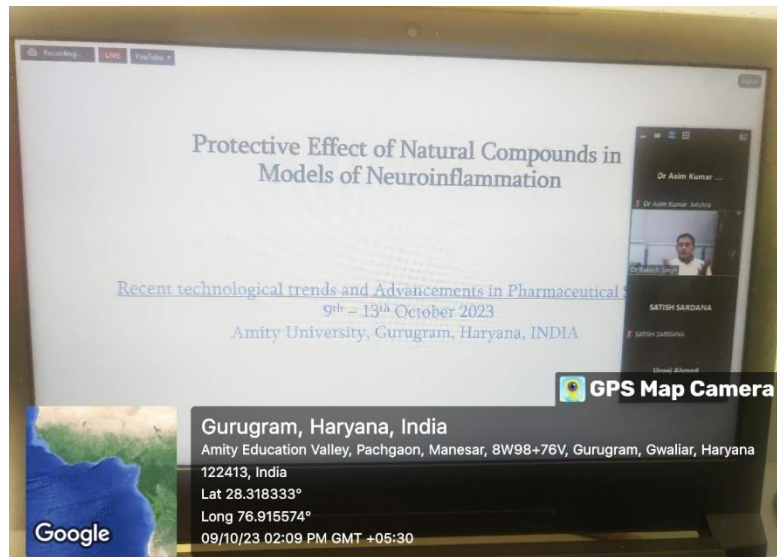 Recording...
LIVE
YouTube
Protective Effect of Natural Compounds in
Models of Neuroinflammation
Recent technological trends and Advancements in Pharmaceutical S
9th – 13th October 2023
Amity University, Gurugram, Haryana, INDIA
Dr Asim Kumar ...
Dr Asim Kumar Mishra
Dr. Rakesh Singh
SATISH SARDANA
SATISH SARDANA
Urooj Ahmed
GPS Map Camera
Gurugram, Haryana, India
Amity Education Valley, Pachgaon, Manesar, 8W98+76V, Gurugram, Gwaliar, Haryana
122413, India
Lat 28.318333°
Long 76.915574°
09/10/23 02:09 PM GMT +05:30
Google